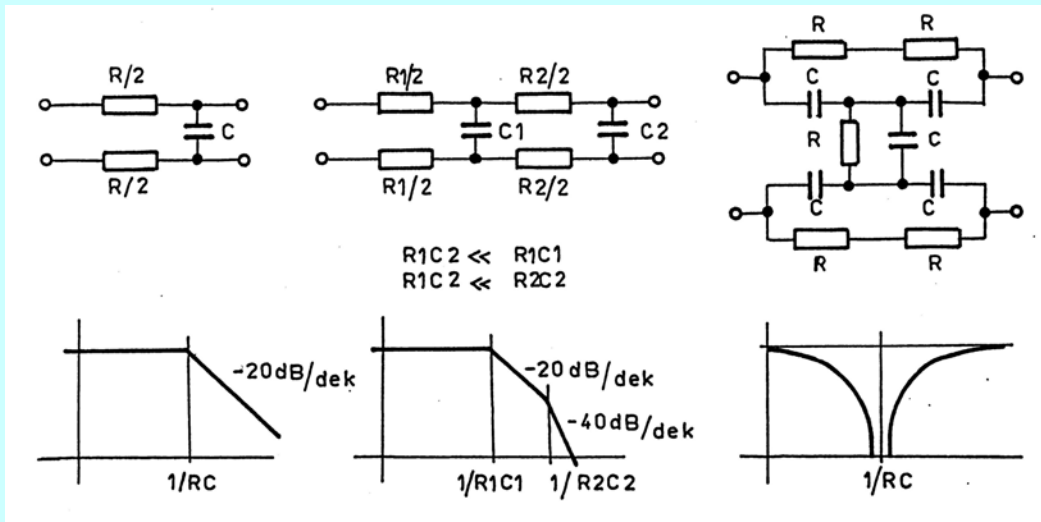 R/2
C
R/2
R1/2
R2/2
C1
C2
R1/2
R2/2
R1C2 << R1C1
R1C2 << R2C2
R
R
C
C
R
C
C
C
R
R
-20dB/dek
1/RC
-20dB/dek
-40dB/dek
1/R1C1
1/R2C2
1/RC